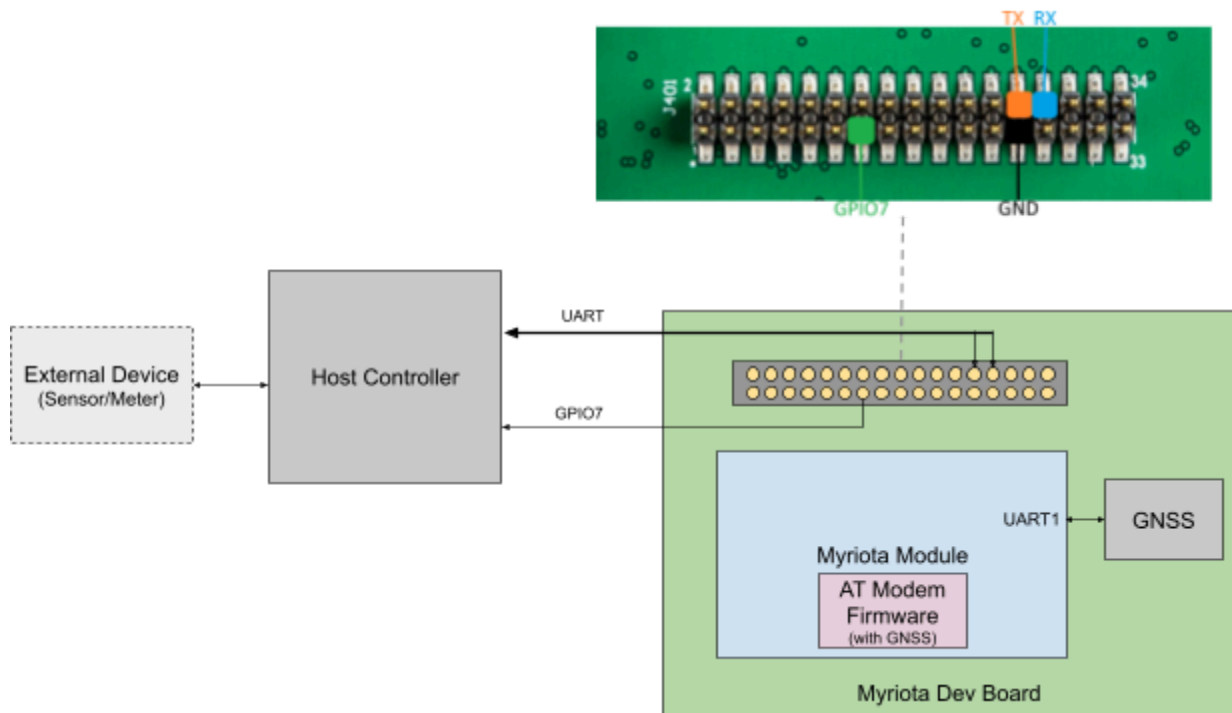 TX RX
J401
2
34
33
GPIO7
GND
UART
External Device
(Sensor/Meter)
Host Controller
GPIO7
UART1
GNSS
Myriota Module
AT Modem
Firmware
(with GNSS)
Myriota Dev Board